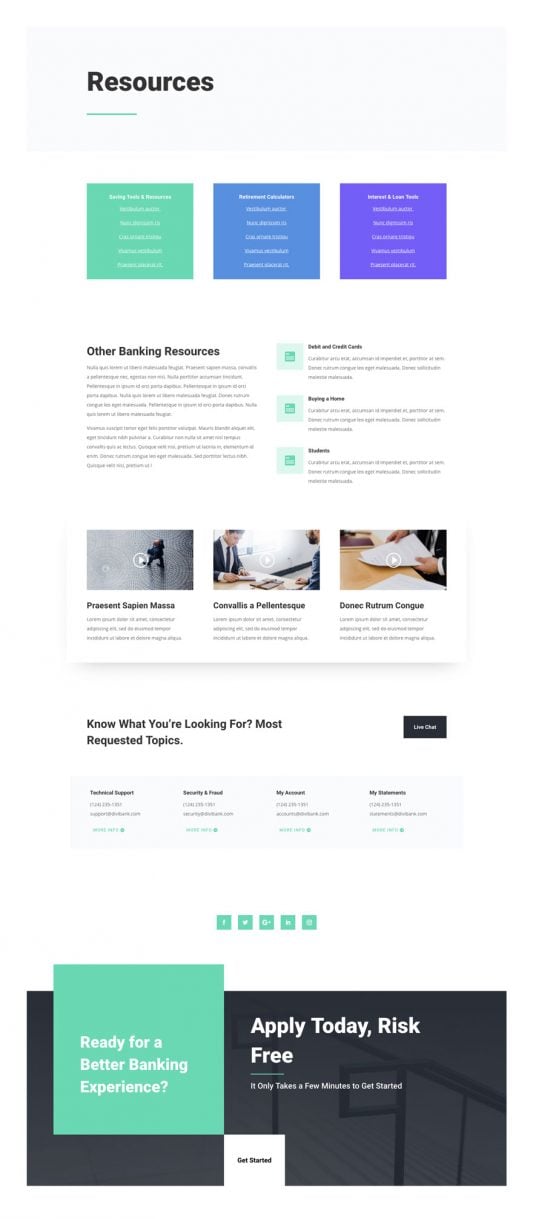 Resources
Saving Tools & Resources
Vestibulum auctor
Nunc dignissim ris
Cras ornare tristiqu
Vivamus vestibulum
Praesent placerat rit.
Retirement Calculators
Vestibulum auctor
Nunc dignissim ris
Cras ornare tristiqu
Vivamus vestibulum
Praesent placerat rit.
Interest & Loan Tools
Vestibulum auctor
Nunc dignissim ris
Cras ornare tristiqu
Vivamus vestibulum
Praesent placerat rit.
Other Banking Resources
Nulla quis lorem ut libero malesuada feugiat. Praesent sapien massa, convallis
a pellentesque nec, egestas non nisi. Nulla porttitor accumsan tincidunt.
Pellentesque in ipsum id orci porta dapibus. Pellentesque in ipsum id orci
porta dapibus. Nulla quis lorem ut libero malesuada feugiat. Donec rutrum
congue leo eget malesuada. Pellentesque in ipsum id orci porta dapibus. Nulla
quis lorem ut libero malesuada feugiat.
Vivamus suscipit tortor eget felis porttitor volutpat. Mauris blandit aliquet elit,
eget tincidunt nibh pulvinar a. Curabitur non nulla sit amet nisl tempus
convallis quis ac lectus. Quisque velit nisi, pretium ut lacinia in, elementum id
enim. Donec rutrum congue leo eget malesuada. Sed porttitor lectus nibh.
Quisque velit nisi, pretium ut l
Debit and Credit Cards
Curabitur arcu erat, accumsan id imperdiet et, porttitor at sem.
Donec rutrum congue leo eget malesuada. Donec sollicitudin
molestie malesuada.
Buying a Home
Curabitur arcu erat, accumsan id imperdiet et, porttitor at sem.
Donec rutrum congue leo eget malesuada. Donec sollicitudin
molestie malesuada.
Students
Curabitur arcu erat, accumsan id imperdiet et, porttitor at sem.
Donec rutrum congue leo eget malesuada. Donec sollicitudin
molestie malesuada.
Praesent Sapien Massa
Lorem ipsum dolor sit amet, consectetur
adipiscing elit, sed do eiusmod tempor
incididunt ut labore et dolore magna aliqua.
Convallis a Pellentesque
Lorem ipsum dolor sit amet, consectetur
adipiscing elit, sed do eiusmod tempor
incididunt ut labore et dolore magna aliqua.
Donec Rutrum Congue
Lorem ipsum dolor sit amet, consectetur
adipiscing elit, sed do eiusmod tempor
incididunt ut labore et dolore magna aliqua.
Know What You're Looking For? Most
Requested Topics.
Live Chat
Technical Support
(124) 235-1351
support@divibank.com
MORE INFO
Security & Fraud
(124) 235-1351
security@divibank.com
MORE INFO
My Account
(124) 235-1351
accounts@divibank.com
MORE INFO
My Statements
(124) 235-1351
statements@divibank.com
MORE INFO
Ready for a
Better Banking
Experience?
Apply Today, Risk
Free
It Only Takes a Few Minutes to Get Started
Get Started